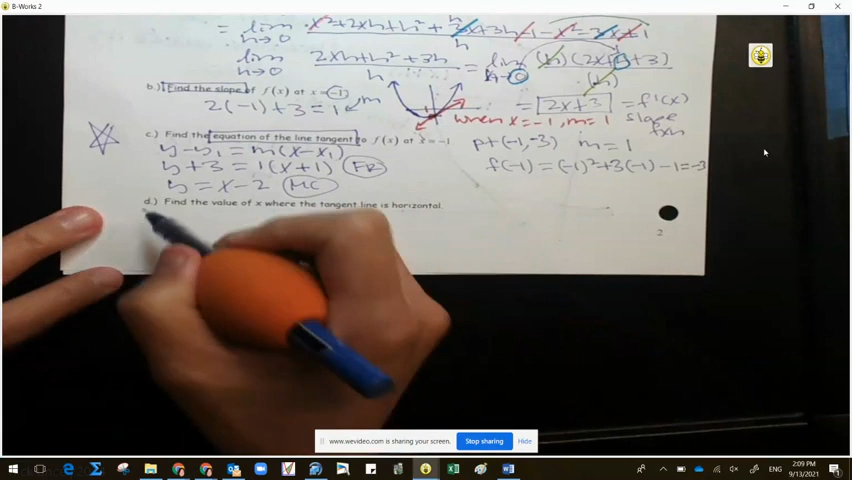 B-Works 2
= lim h→0 x² + 2xh + h² + 3x + 3h - 1 - x² - 3x + 1
h
lim h→0 2xh + h² + 3h = lim h→0 (h)(2x + 0 + 3)
h (h)
b.) Find the slope of f(x) at x = -1
2(-1) + 3 = 1 ← m
= 2x+3 = f'(x)
when x = -1, m = 1 slope
fxn
c.) Find the equation of the line tangent to f(x) at x = -1
pt (-1, -3) m = 1
y - y₁ = m(x - x₁)
f(-1) = (-1)² + 3(-1) - 1 = -3
y + 3 = 1(x + 1) FR
y = x - 2 MC
d.) Find the value of x where the tangent line is horizontal.
2
www.wevideo.com is sharing your screen. Stop sharing Hide
ENG
2:09 PM
9/13/2021